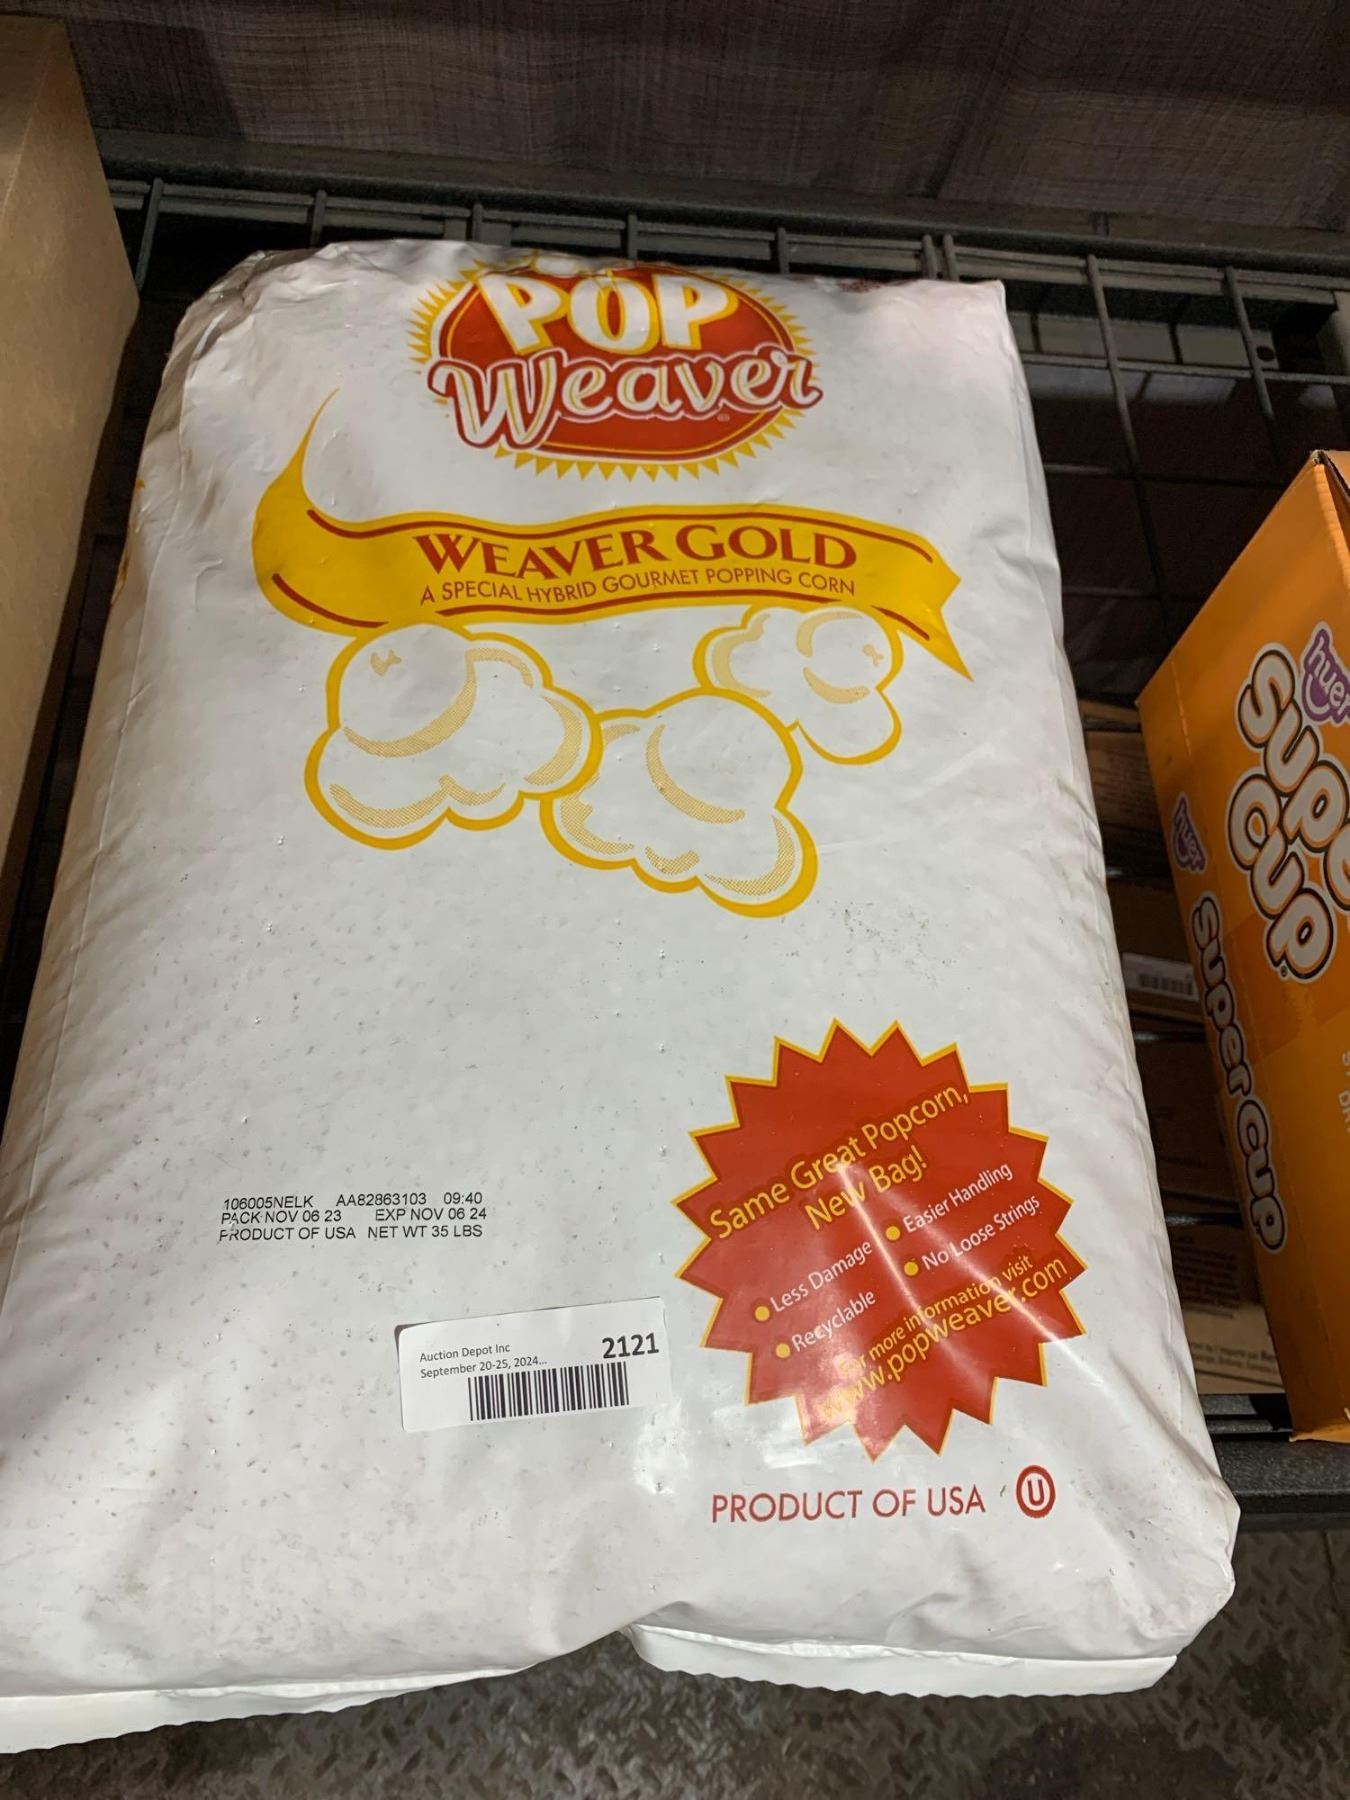 POP
Weaver
WEAVER GOLD
A SPECIAL HYBRID GOURMET POPPING CORN
huer
supe
cup
huer
super cup
Same Great Popcorn,
New Bag!
Less Damage
Easier Handling
Recyclable
No Loose Strings
For more information visit
www.popweaver.com
106005NELK AA82863103 09:40
PACK NOV 06 23 EXP NOV 06 24
PRODUCT OF USA NET WT 35 LBS
Auction Depot Inc 2121
September 20-25, 2024...
PRODUCT OF USA U